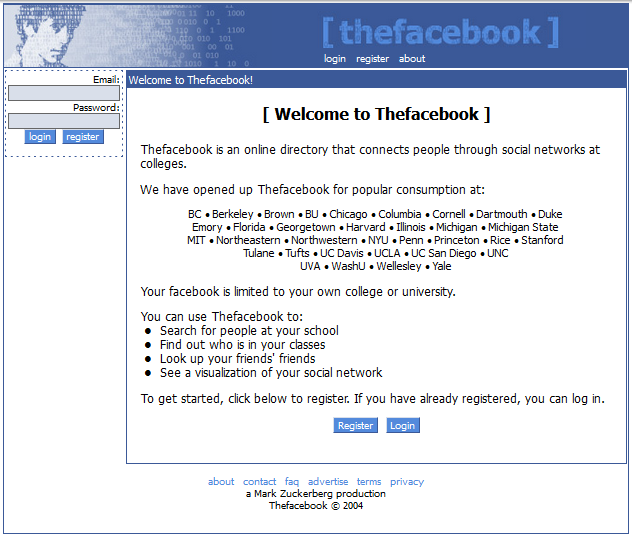 [ thefacebook ]
login register about
Email:
Password:
login register
Welcome to Thefacebook!
[ Welcome to Thefacebook ]
Thefacebook is an online directory that connects people through social networks at
colleges.
We have opened up Thefacebook for popular consumption at:
BC • Berkeley • Brown • BU • Chicago • Columbia • Cornell • Dartmouth • Duke
Emory • Florida • Georgetown • Harvard • Illinois • Michigan • Michigan State
MIT • Northeastern • Northwestern • NYU • Penn • Princeton • Rice • Stanford
Tulane • Tufts • UC Davis • UCLA • UC San Diego • UNC
UVA • WashU • Wellesley • Yale
Your facebook is limited to your own college or university.
You can use Thefacebook to:
• Search for people at your school
• Find out who is in your classes
• Look up your friends' friends
• See a visualization of your social network
To get started, click below to register. If you have already registered, you can log in.
Register Login
about contact faq advertise terms privacy
a Mark Zuckerberg production
Thefacebook © 2004